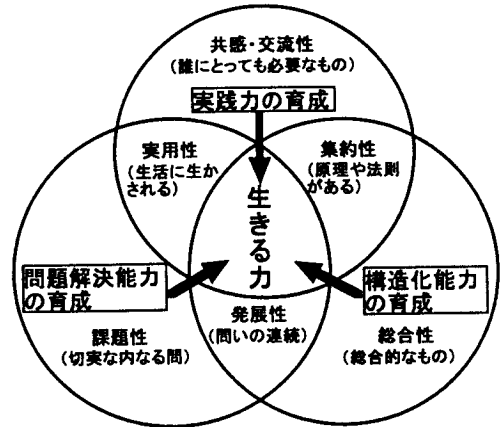 共感・交流性
(誰にとっても必要なもの)
実践力の育成
実用性
(生活に生か
される)
集約性
(原理や法則
がある)
生きる力
問題解決能力
の育成
構造化能力
の育成
課題性
(切実な内なる問)
発展性
(問いの連続)
総合性
(総合的なもの)